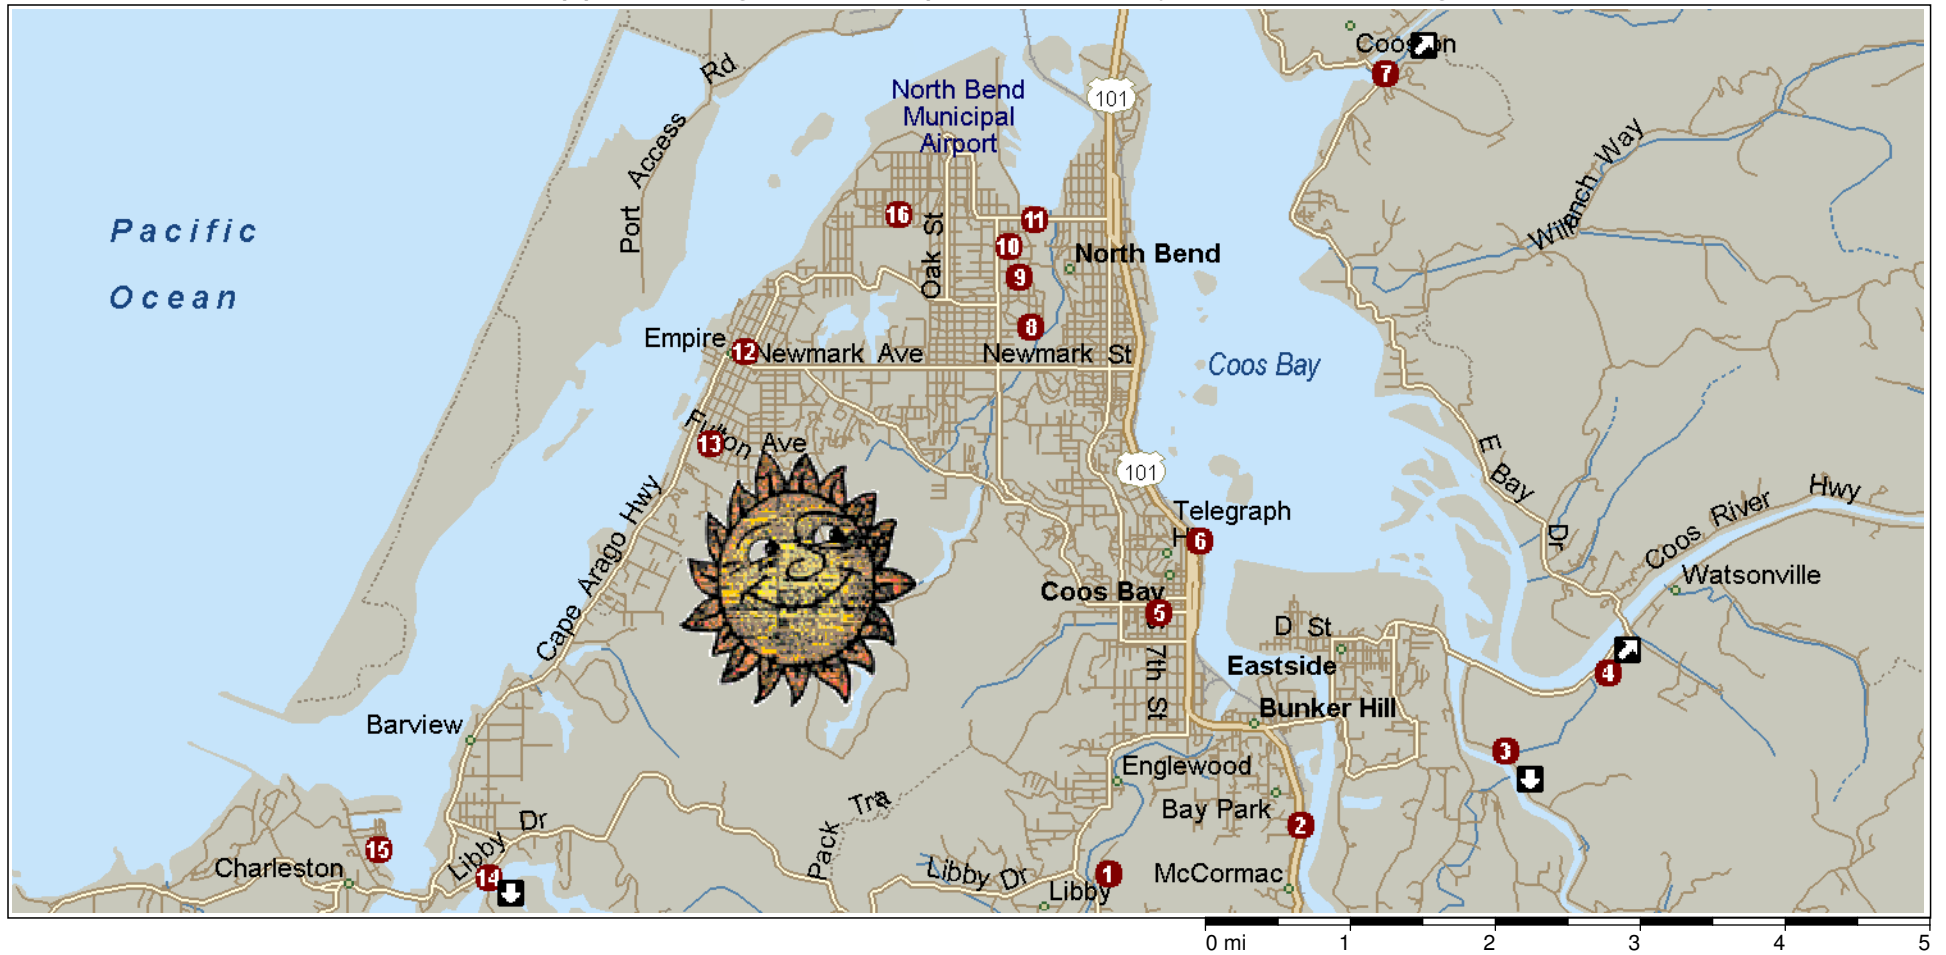 Rd
Coos on
7
North Bend
Municipal
Airport
101
Port Access
Willanch Way
Pacific
Ocean
16
Oak St
11
10
North Bend
9
8
Empire
12
Newmark Ave
Newmark St
Coos Bay
13
Fulton Ave
101
E Bay Dr
Coos River Hwy
Cape Arago Hwy
Telegraph
H
6
Watsonville
Coos Bay
5
7th St
D St
Eastside
4
Bunker Hill
Barview
3
Englewood
Bay Park
2
Libby Dr
Pack Tra
15
Charleston
14
Libby Dr
1
Libby
McCormac
0 mi 1 2 3 4 5